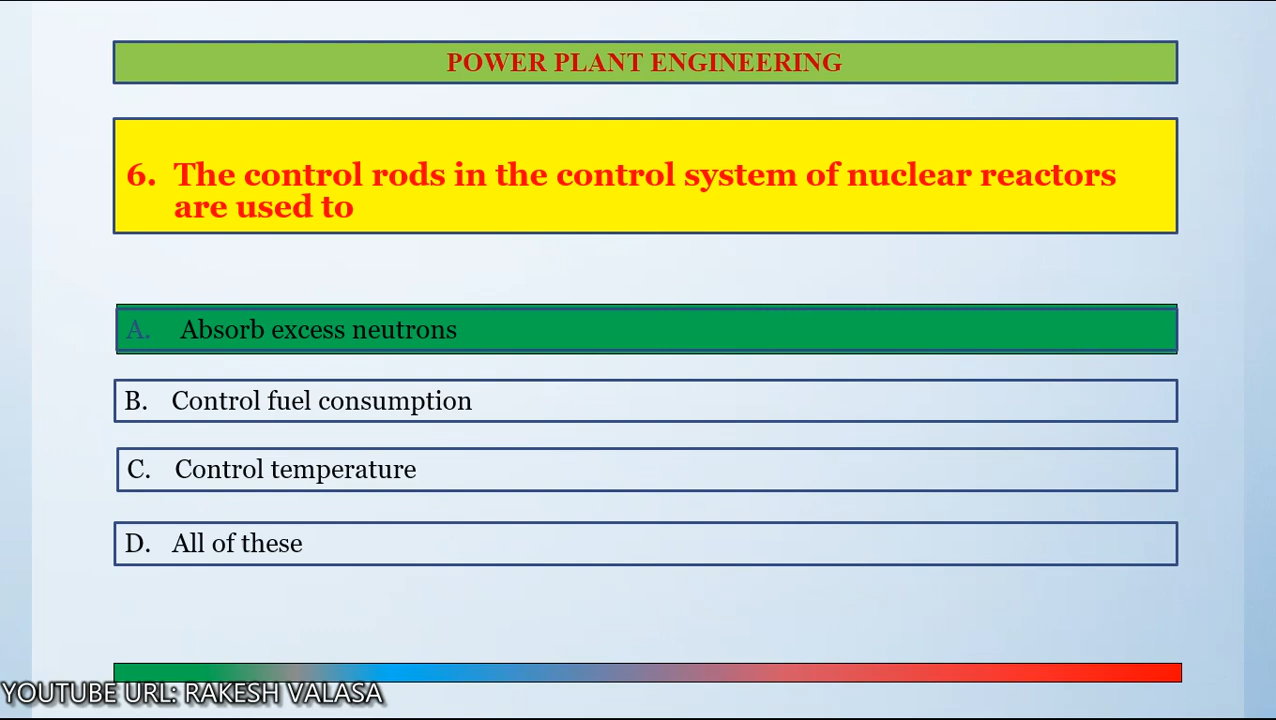 POWER PLANT ENGINEERING
6. The control rods in the control system of nuclear reactors
are used to
A. Absorb excess neutrons
B. Control fuel consumption
C. Control temperature
D. All of these
YOUTUBE URL: RAKESH VALASA